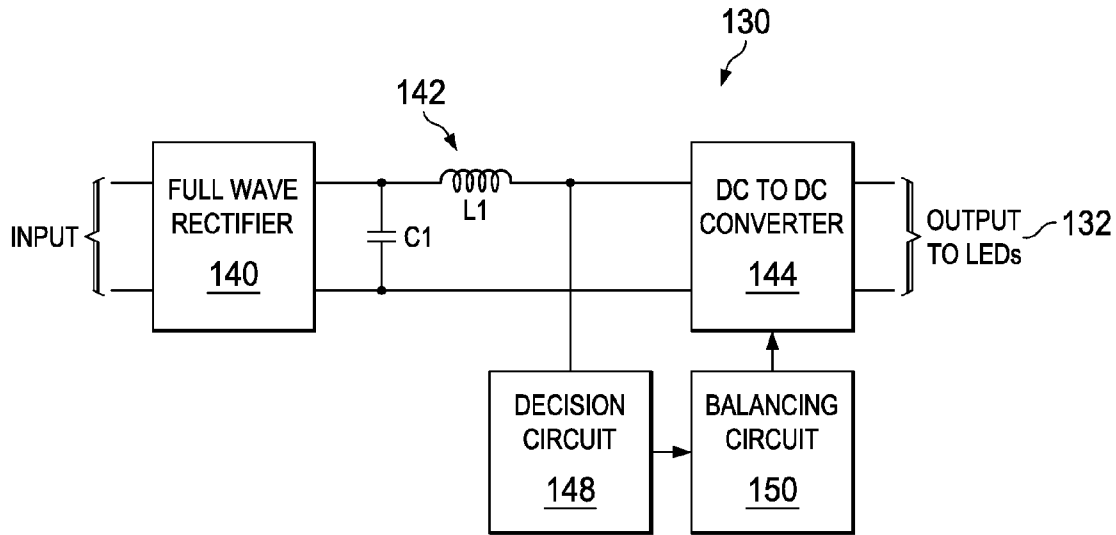 130
142
FULL WAVE
RECTIFIER
140
L1
C1
DC TO DC
CONVERTER
144
INPUT
OUTPUT
TO LEDs
132
DECISION
CIRCUIT
148
BALANCING
CIRCUIT
150